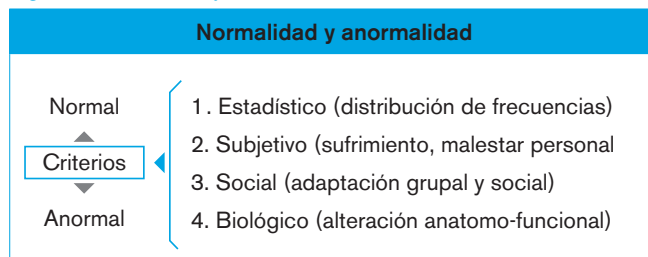 Normalidad y anormalidad
Normal
Criterios
Anormal
1. Estadístico (distribución de frecuencias)
2. Subjetivo (sufrimiento, malestar personal
3. Social (adaptación grupal y social)
4. Biológico (alteración anatomo-funcional)